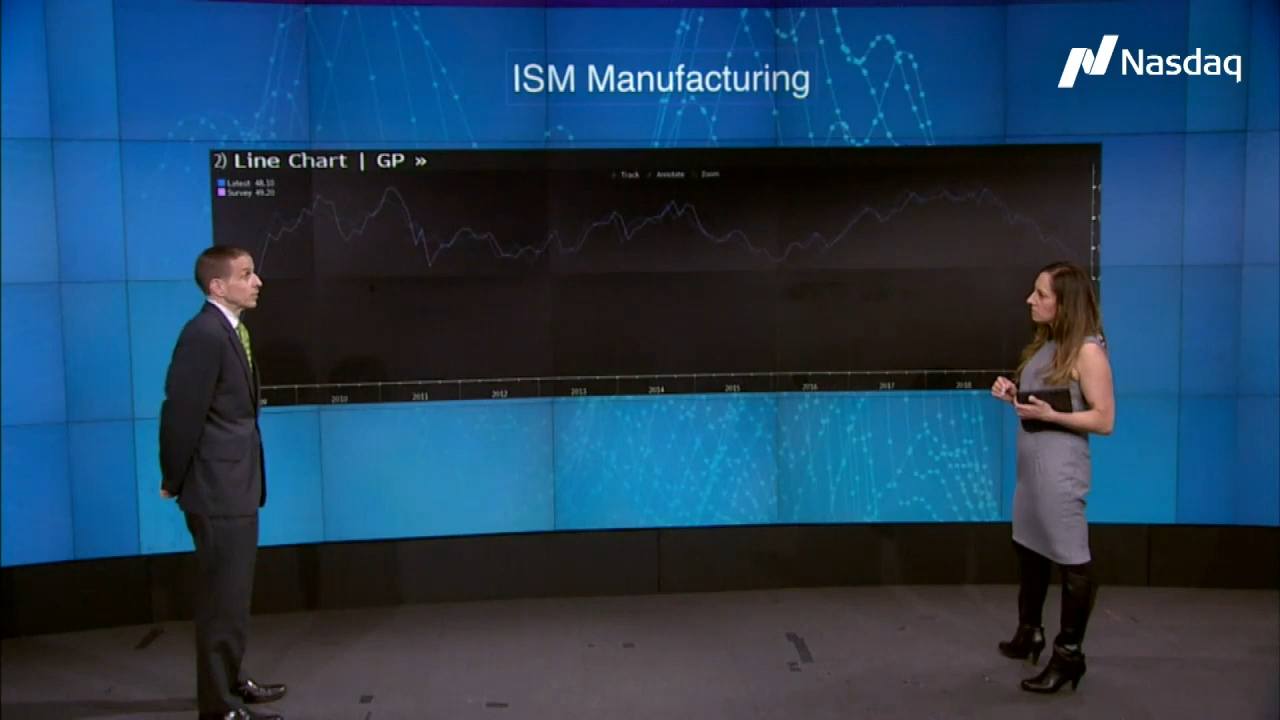 ISM Manufacturing
Nasdaq
2) Line Chart | GP »
Track Annotate Zoom
Latest 48.10
Survey 49.20
2010 2011 2012 2013 2014 2015 2016 2017 2018